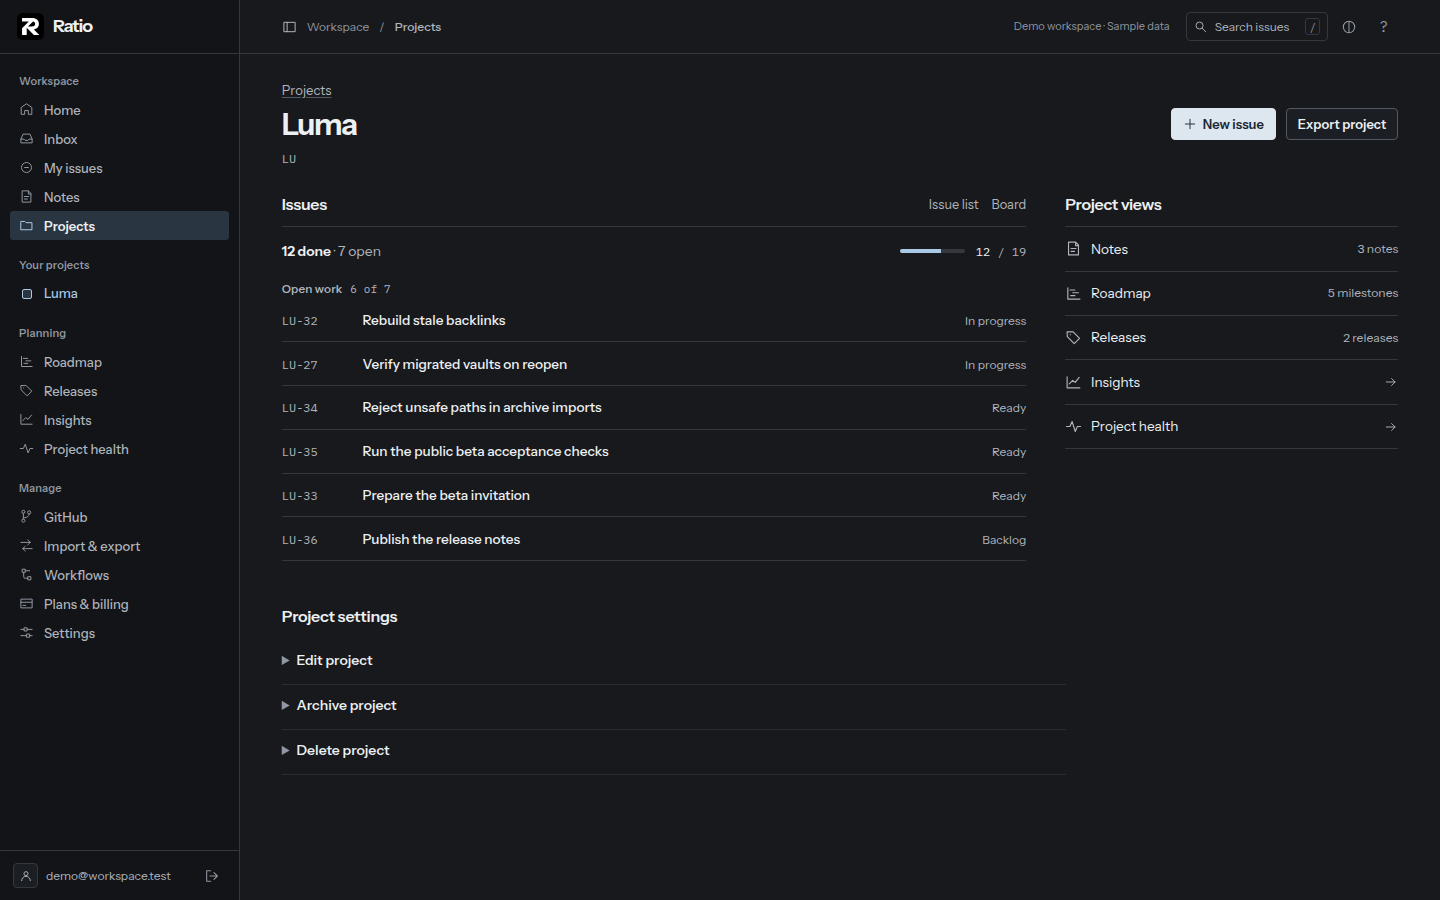 Ratio
Workspace / Projects
Demo workspace · Sample data
Search issues /
?
Workspace
Home
Inbox
My issues
Notes
Projects
Your projects
Luma
Planning
Roadmap
Releases
Insights
Project health
Manage
GitHub
Import & export
Workflows
Plans & billing
Settings
demo@workspace.test
Projects
Luma
LU
New issue
Export project
Issues
Issue list Board
12 done · 7 open
12 / 19
Open work 6 of 7
LU-32 Rebuild stale backlinks In progress
LU-27 Verify migrated vaults on reopen In progress
LU-34 Reject unsafe paths in archive imports Ready
LU-35 Run the public beta acceptance checks Ready
LU-33 Prepare the beta invitation Ready
LU-36 Publish the release notes Backlog
Project views
Notes 3 notes
Roadmap 5 milestones
Releases 2 releases
Insights →
Project health →
Project settings
Edit project
Archive project
Delete project